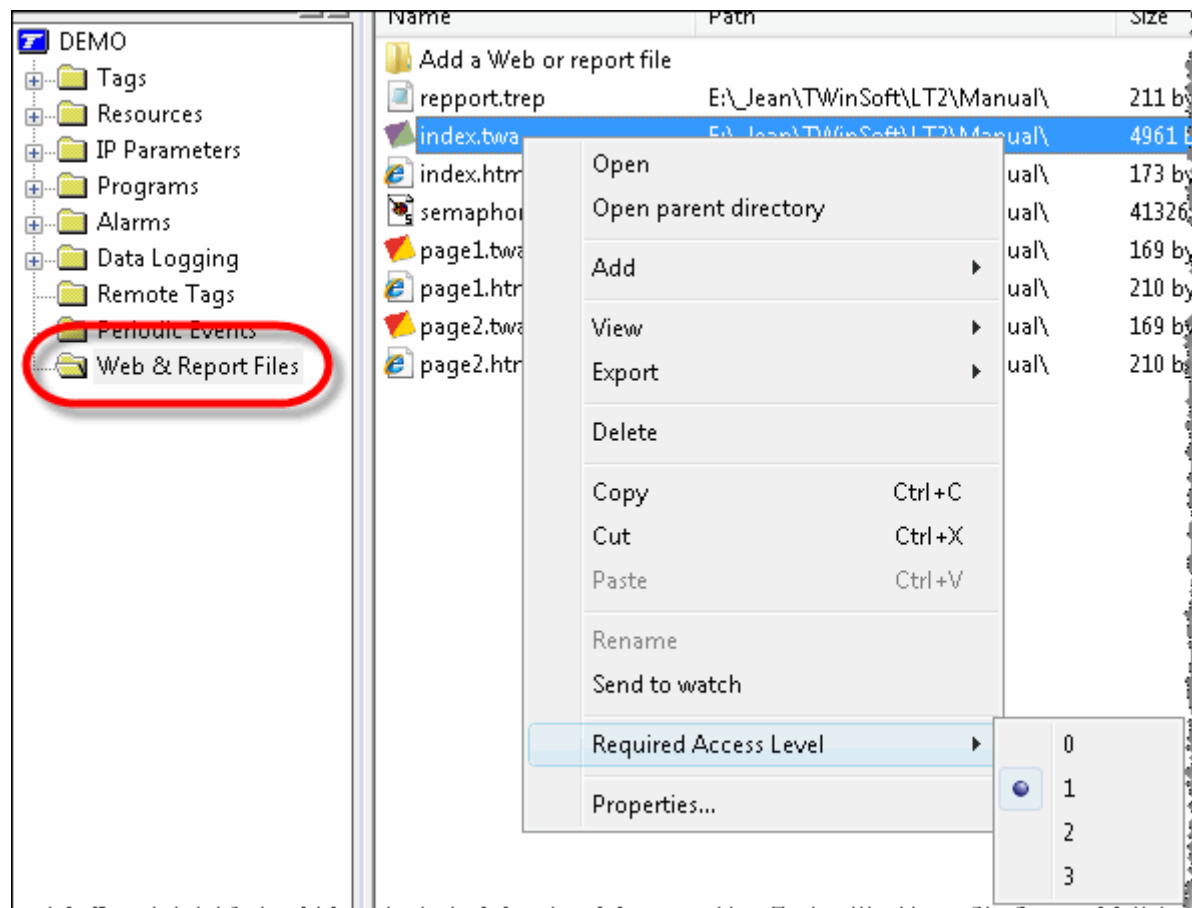 DEMO
Tags
Resources
IP Parameters
Programs
Alarms
Data Logging
Remote Tags
Periodic Events
Web & Report Files
Name Path Size
Add a Web or report file
repport.trep E:\_Jean\TWinSoft\LT2\Manual\ 211 by
index.twa E:\_Jean\TWinSoft\LT2\Manual\ 4961
index.htm ual\ 173 by
semaphor ual\ 41326
page1.twa ual\ 169 by
page1.htm ual\ 210 by
page2.twa ual\ 169 by
page2.htm ual\ 210 by
Open
Open parent directory
Add
View
Export
Delete
Copy Ctrl+C
Cut Ctrl+X
Paste Ctrl+V
Rename
Send to watch
Required Access Level
Properties...
0
1
2
3